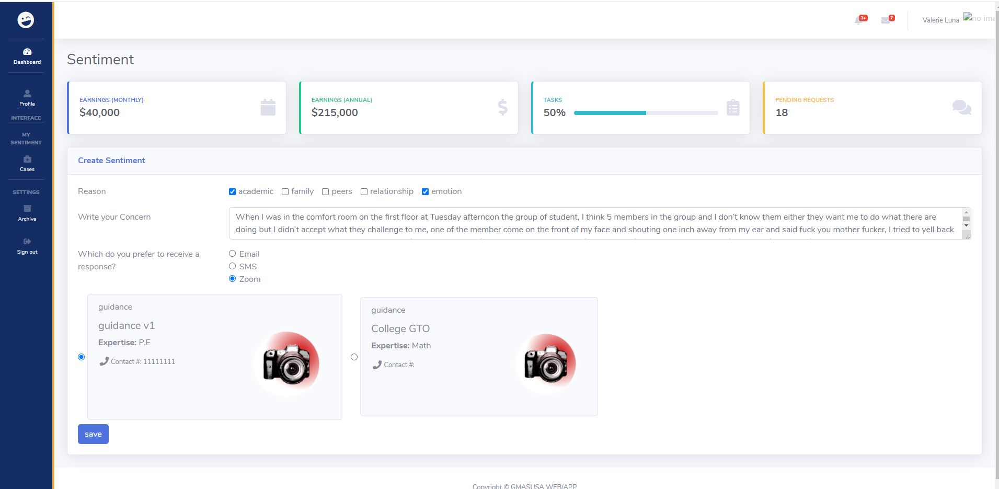 3+
7
Valerie Luna
no ima
Dashboard
Profile
INTERFACE
MY
SENTIMENT
Cases
SETTINGS
Archive
Sign out
Sentiment
EARNINGS (MONTHLY)
$40,000
EARNINGS (ANNUAL)
$215,000
TASKS
50%
PENDING REQUESTS
18
Create Sentiment
Reason
academic family peers relationship emotion
Write your Concern
When I was in the comfort room on the first floor at Tuesday afternoon the group of student, I think 5 members in the group and I don't know them either they want me to do what there are
doing but I didn't accept what they challenge to me, one of the member come on the front of my face and shouting one inch away from my ear and said fuck you mother fucker, I tried to yell back
Which do you prefer to receive a
response?
Email
SMS
Zoom
guidance
guidance v1
Expertise: P.E
Contact #: 11111111
guidance
College GTO
Expertise: Math
Contact #:
save
Copyright © GMASUSA WEB/APP